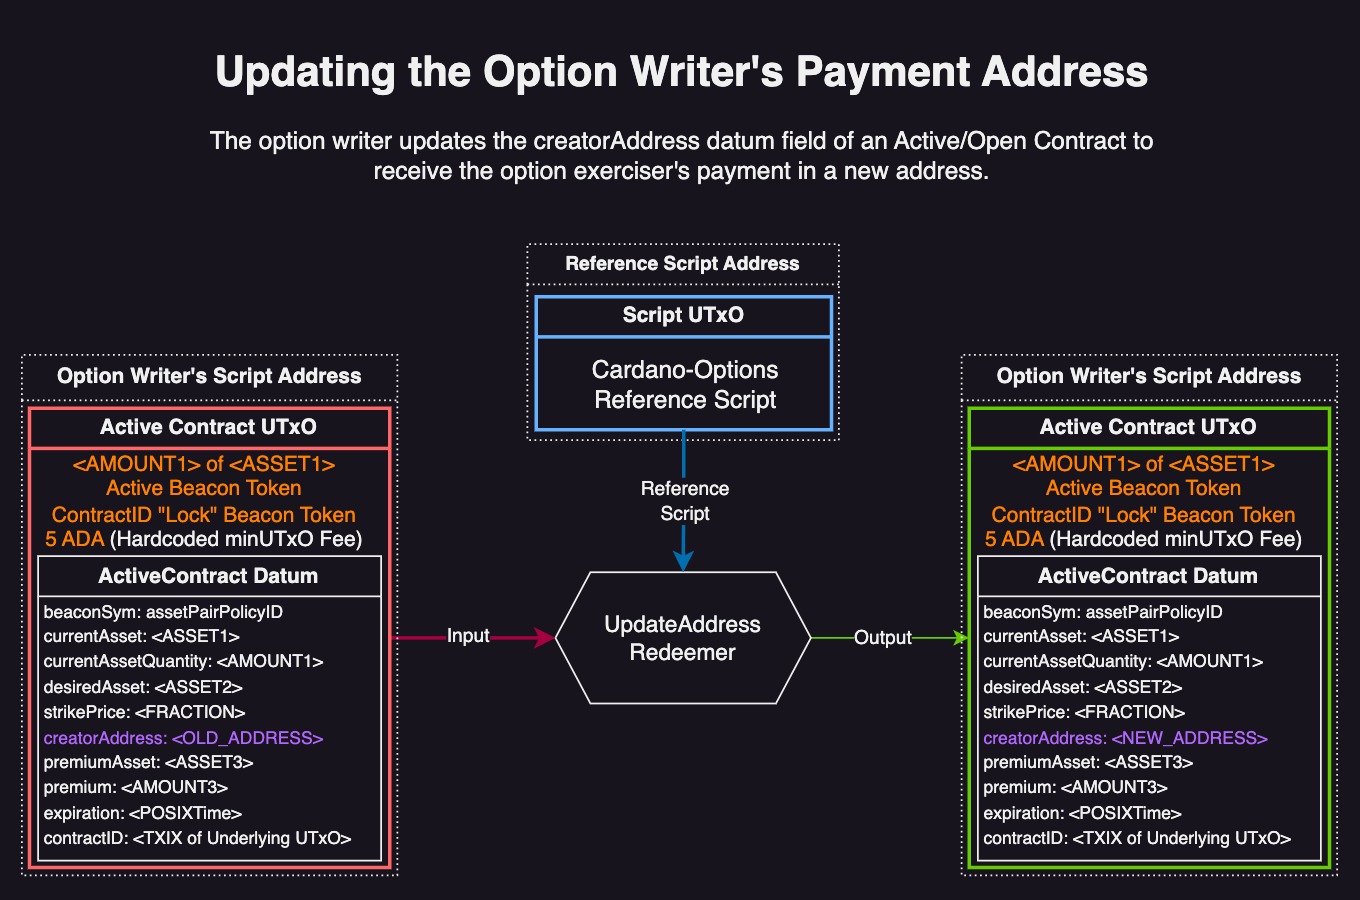 Updating the Option Writer's Payment Address
The option writer updates the creatorAddress datum field of an Active/Open Contract to
receive the option exerciser's payment in a new address.
Reference Script Address
Script UTxO
Cardano-Options
Reference Script
Reference
Script
Option Writer's Script Address
Active Contract UTxO
<AMOUNT1> of <ASSET1>
Active Beacon Token
ContractID "Lock" Beacon Token
5 ADA (Hardcoded minUTxO Fee)
ActiveContract Datum
beaconSym: assetPairPolicyID
currentAsset: <ASSET1>
currentAssetQuantity: <AMOUNT1>
desiredAsset: <ASSET2>
strikePrice: <FRACTION>
creatorAddress: <OLD_ADDRESS>
premiumAsset: <ASSET3>
premium: <AMOUNT3>
expiration: <POSIXTime>
contractID: <TXIX of Underlying UTxO>
Input
UpdateAddress
Redeemer
Output
Option Writer's Script Address
Active Contract UTxO
<AMOUNT1> of <ASSET1>
Active Beacon Token
ContractID "Lock" Beacon Token
5 ADA (Hardcoded minUTxO Fee)
ActiveContract Datum
beaconSym: assetPairPolicyID
currentAsset: <ASSET1>
currentAssetQuantity: <AMOUNT1>
desiredAsset: <ASSET2>
strikePrice: <FRACTION>
creatorAddress: <NEW_ADDRESS>
premiumAsset: <ASSET3>
premium: <AMOUNT3>
expiration: <POSIXTime>
contractID: <TXIX of Underlying UTxO>